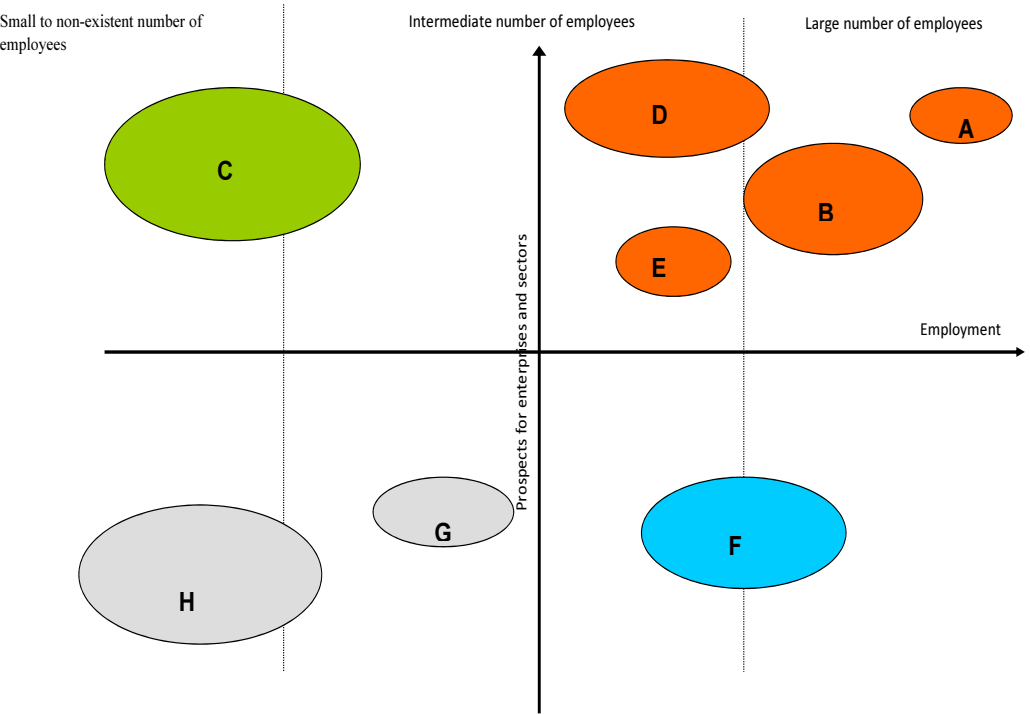 Small to non-existent number of
employees
Intermediate number of employees
Large number of employees
D
A
C
B
E
Employment
Prospects for enterprises and sectors
G
F
H